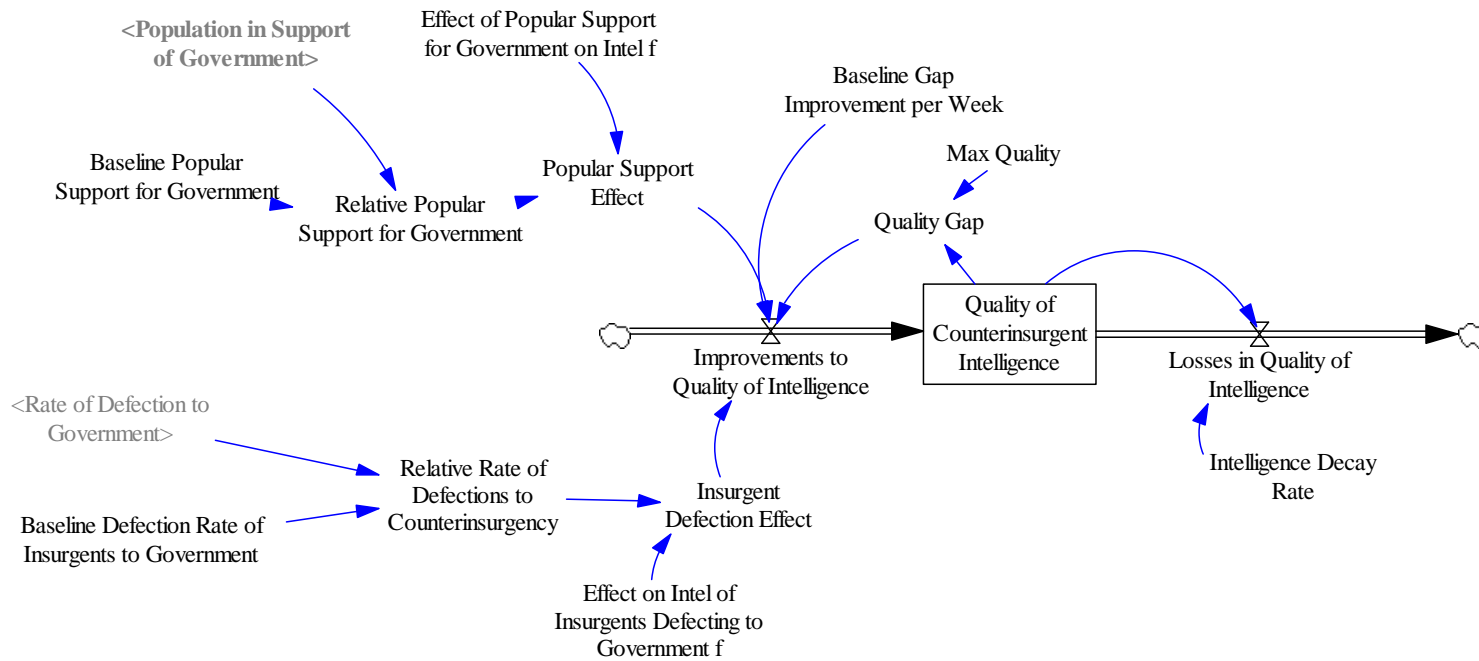 <Population in Support
of Government>
Effect of Popular Support
for Government on Intel f
Baseline Gap
Improvement per Week
Baseline Popular
Support for Government
Relative Popular
Support for Government
Popular Support
Effect
Max Quality
Quality Gap
Quality of
Counterinsurgent
Intelligence
Improvements to
Quality of Intelligence
Losses in Quality of
Intelligence
<Rate of Defection to
Government>
Relative Rate of
Defections to
Counterinsurgency
Insurgent
Defection Effect
Intelligence Decay
Rate
Baseline Defection Rate of
Insurgents to Government
Effect on Intel of
Insurgents Defecting to
Government f